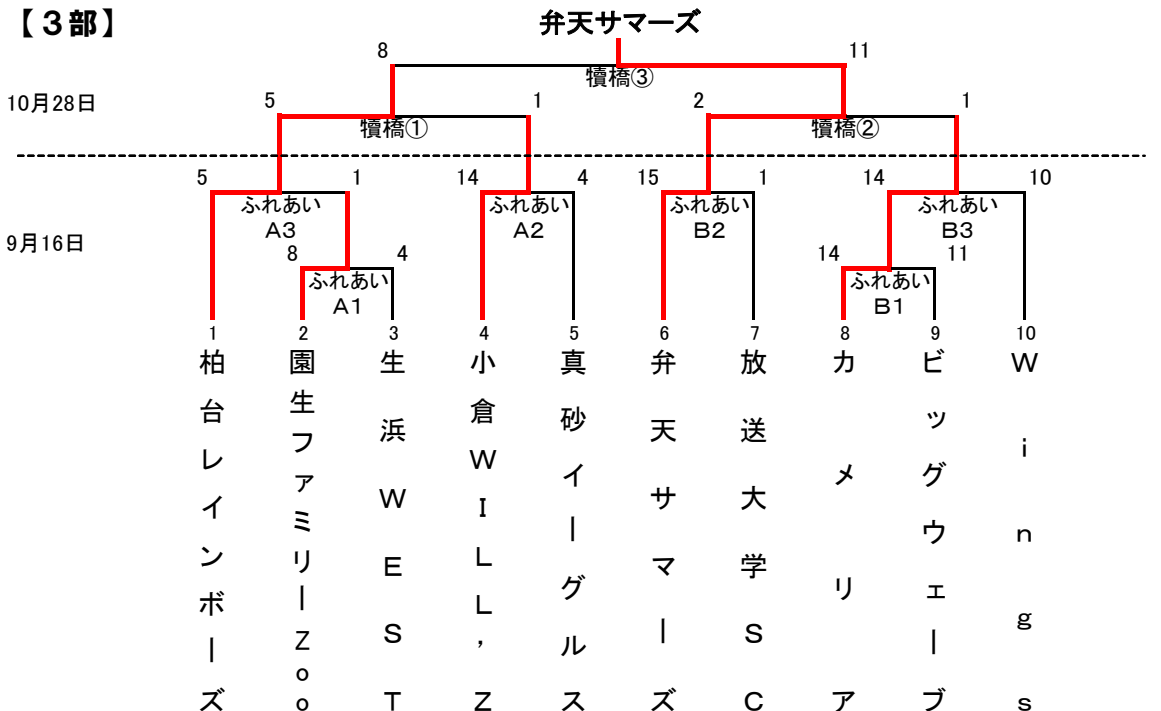 【３部】
弁天サマーズ
8 11
犢橋③
10月28日
5 1 2 1
犢橋① 犢橋②
5 1 14 4 15 1 14 10
ふれあい ふれあい ふれあい ふれあい
A3 A2 B2 B3
9月16日
8 4 14 11
ふれあい ふれあい
A1 B1
1 2 3 4 5 6 7 8 9 10
柏台レインボーズ
園生ファミリーZoo
生浜WEST
小倉WILL,Z
真砂イーグルス
弁天サマーズ
放送大学SC
カメリア
ビッグウェーブ
Wings